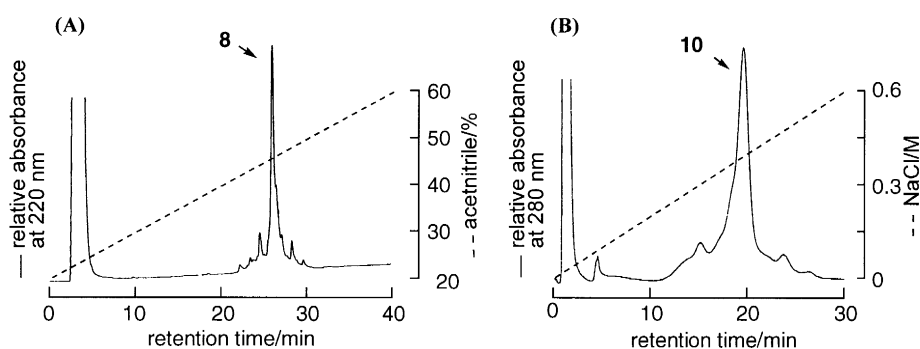 (A)
8
— relative absorbance
at 220 nm
60
50
40
30
20
-- acetnitrile/%
0
10
20
30
40
retention time/min
(B)
10
— relative absorbance
at 280 nm
0.6
0.3
0
-- NaCl/M
0
10
20
30
retention time/min